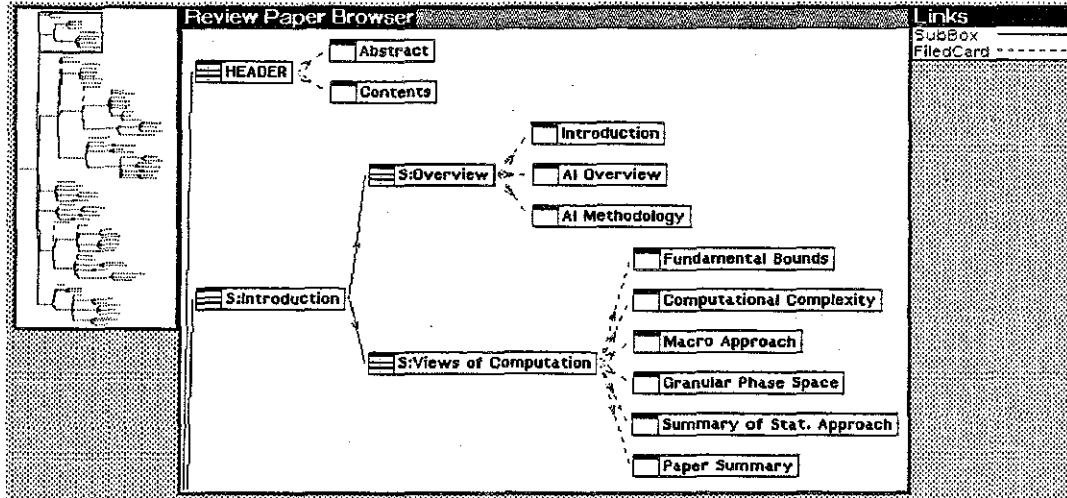 Review Paper Browser
Links
SubBox
FiledCard
Abstract
HEADER
Contents
Introduction
S:Overview
AI Overview
AI Methodology
Fundamental Bounds
S:Introduction
Computational Complexity
Macro Approach
S:Views of Computation
Granular Phase Space
Summary of Stat. Approach
Paper Summary